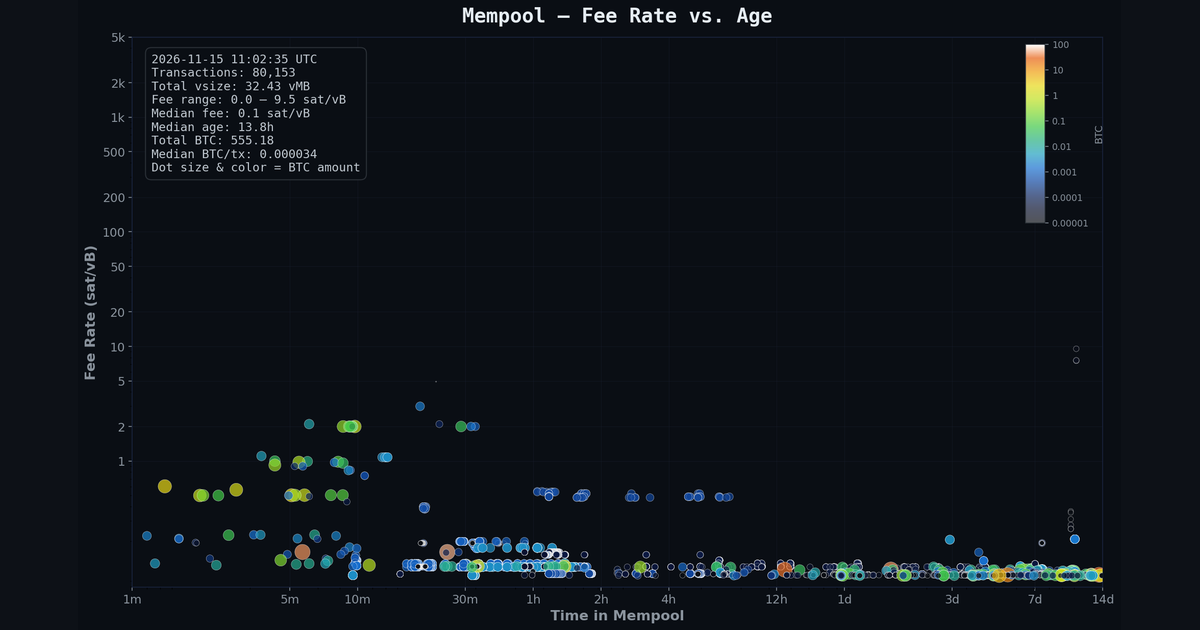 Mempool — Fee Rate vs. Age
2026-11-15 11:02:35 UTC
Transactions: 80,153
Total vsize: 32.43 vMB
Fee range: 0.0 — 9.5 sat/vB
Median fee: 0.1 sat/vB
Median age: 13.8h
Total BTC: 555.18
Median BTC/tx: 0.000034
Dot size & color = BTC amount
5k
2k
1k
500
200
100
50
20
10
5
2
1
Fee Rate (sat/vB)
100
10
1
0.1
0.01
0.001
0.0001
0.00001
BTC
1m 5m 10m 30m 1h 2h 4h 12h 1d 3d 7d 14d
Time in Mempool